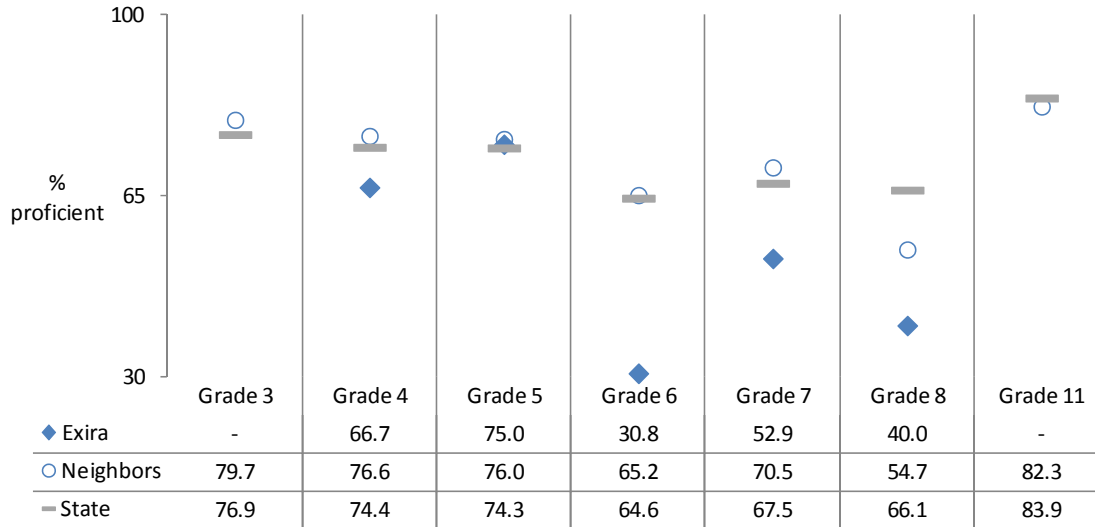 100
%
proficient
65
30
Grade 3 Grade 4 Grade 5 Grade 6 Grade 7 Grade 8 Grade 11
Exira - 66.7 75.0 30.8 52.9 40.0 -
Neighbors 79.7 76.6 76.0 65.2 70.5 54.7 82.3
State 76.9 74.4 74.3 64.6 67.5 66.1 83.9